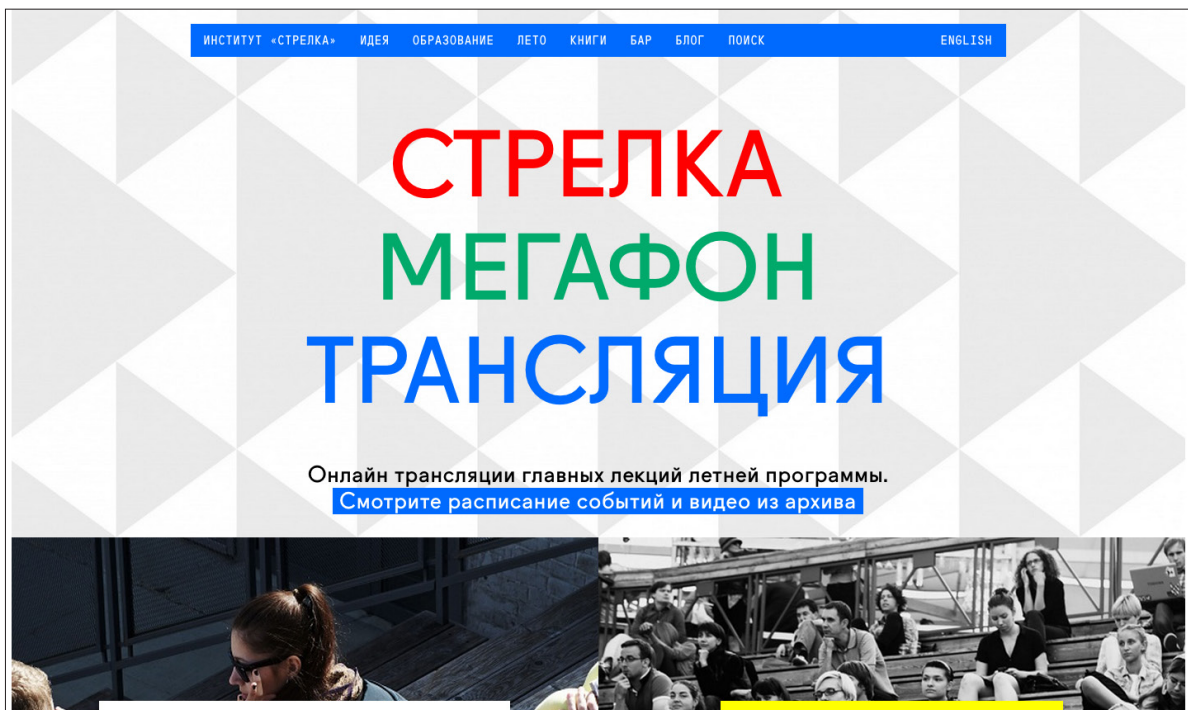 ИНСТИТУТ «СТРЕЛКА» ИДЕЯ ОБРАЗОВАНИЕ ЛЕТО КНИГИ БАР БЛОГ ПОИСК ENGLISH
СТРЕЛКА
МЕГАФОН
ТРАНСЛЯЦИЯ
Онлайн трансляции главных лекций летней программы.
Смотрите расписание событий и видео из архива